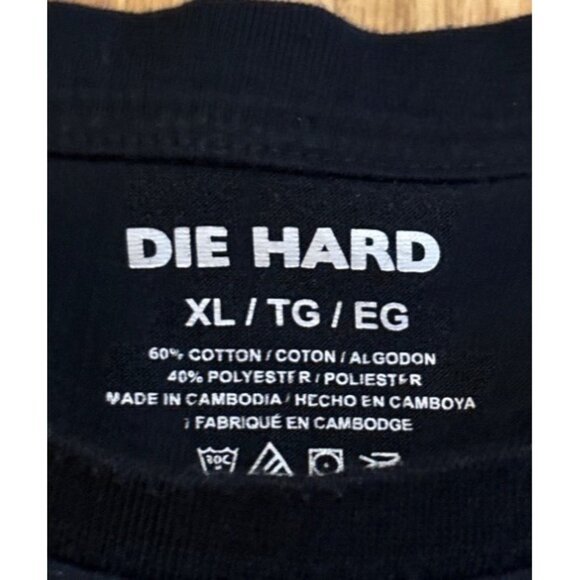 DIE HARD
XL / TG / EG
60% COTTON / COTON / ALGODON
40% POLYESTER / POLIESTER
MADE IN CAMBODIA / HECHO EN CAMBOYA
/ FABRIQUÉ EN CAMBODGE
30C